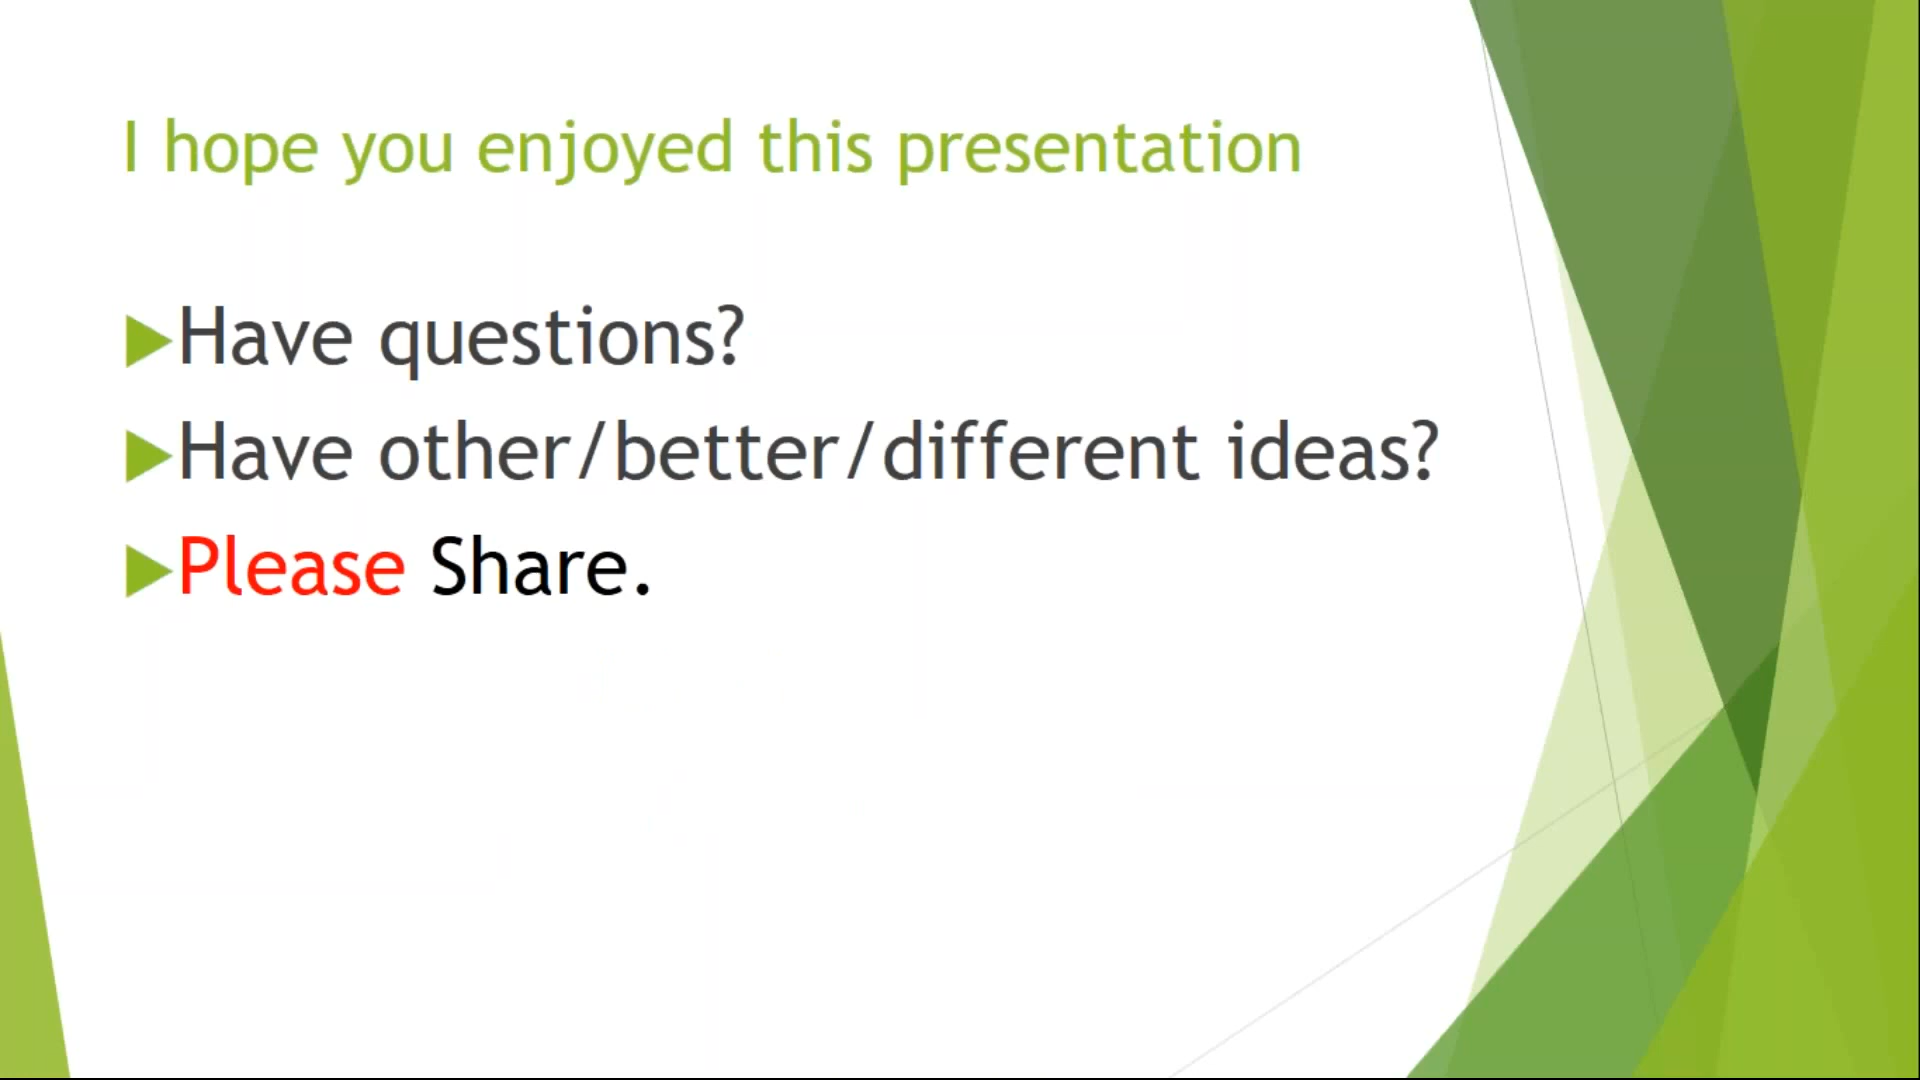 I hope you enjoyed this presentation
Have questions?
Have other/better/different ideas?
Please Share.